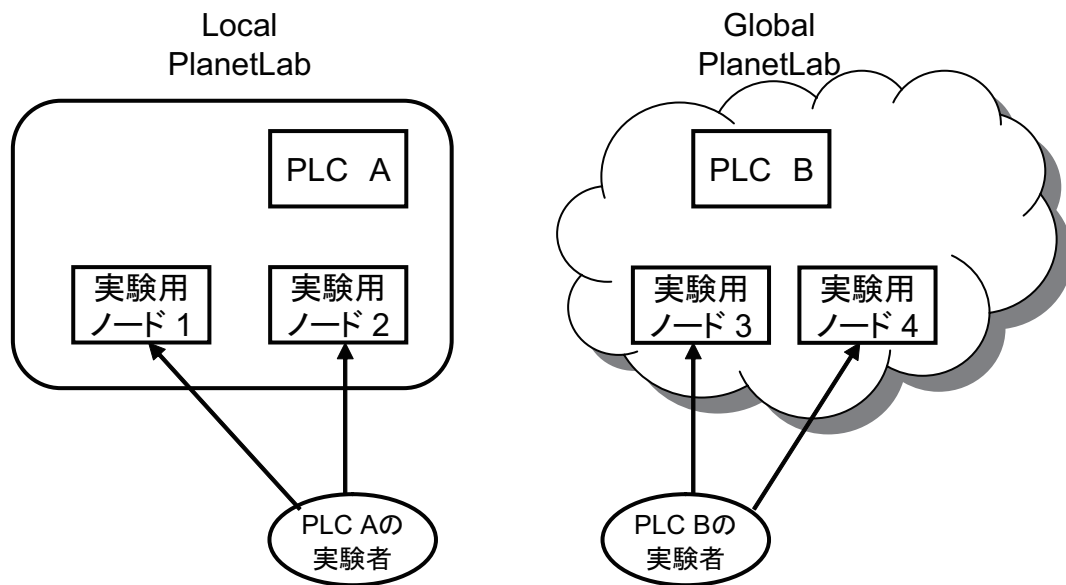 Local
PlanetLab
Global
PlanetLab
PLC A
PLC B
実験用
ノード 1
実験用
ノード 2
実験用
ノード 3
実験用
ノード 4
PLC Aの
実験者
PLC Bの
実験者